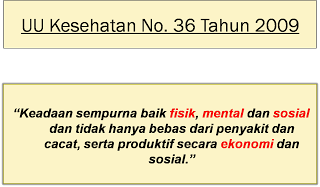 UU Kesehatan No. 36 Tahun 2009
“Keadaan sempurna baik fisik, mental dan sosial
dan tidak hanya bebas dari penyakit dan
cacat, serta produktif secara ekonomi dan
sosial.”